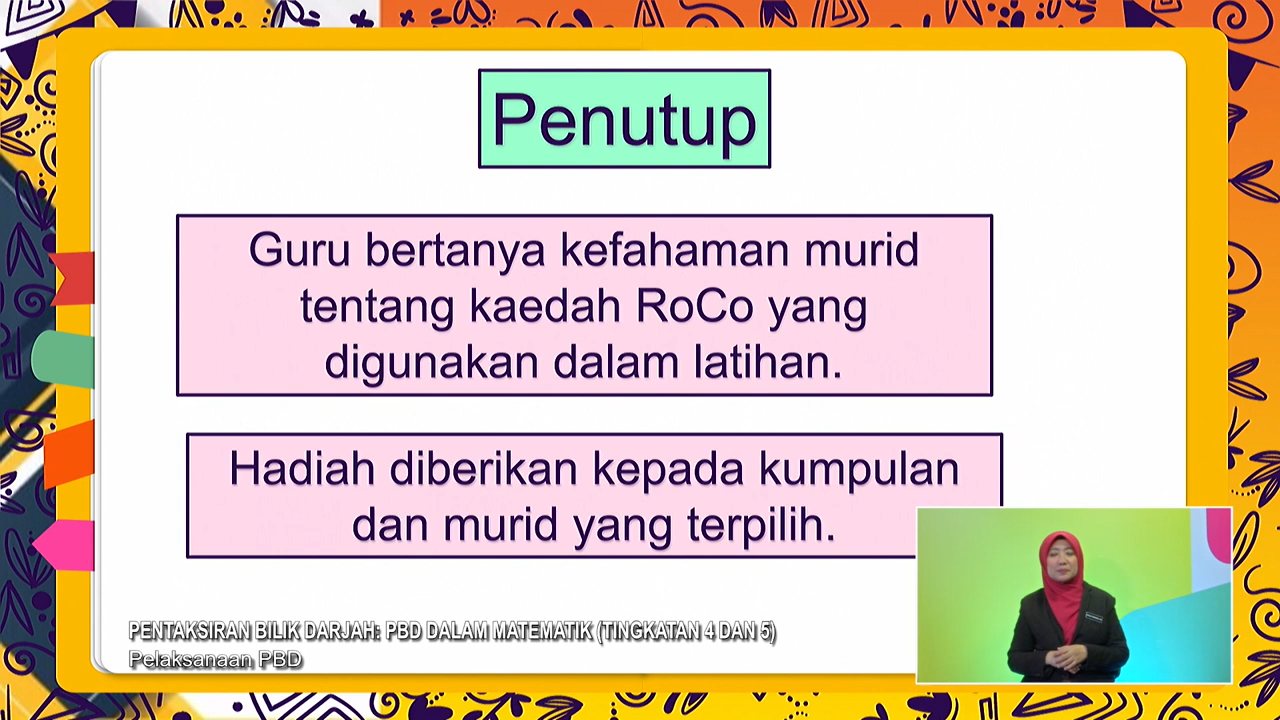 Penutup
Guru bertanya kefahaman murid
tentang kaedah RoCo yang
digunakan dalam latihan.
Hadiah diberikan kepada kumpulan
dan murid yang terpilih.
PENTAKSIRAN BILIK DARJAH: PBD DALAM MATEMATIK (TINGKATAN 4 DAN 5)
Pelaksanaan PBD